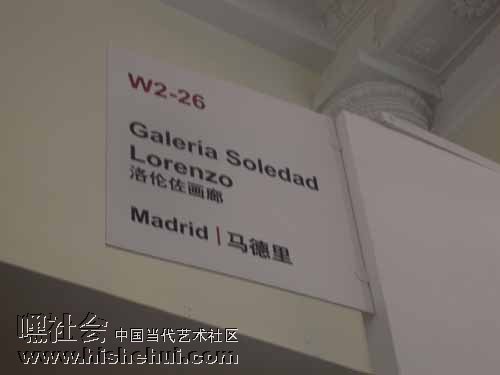 W2-26
Galeria Soledad
Lorenzo
洛伦佐画廊
Madrid | 马德里
嘿社会 中国当代艺术社区
www.hishehui.com